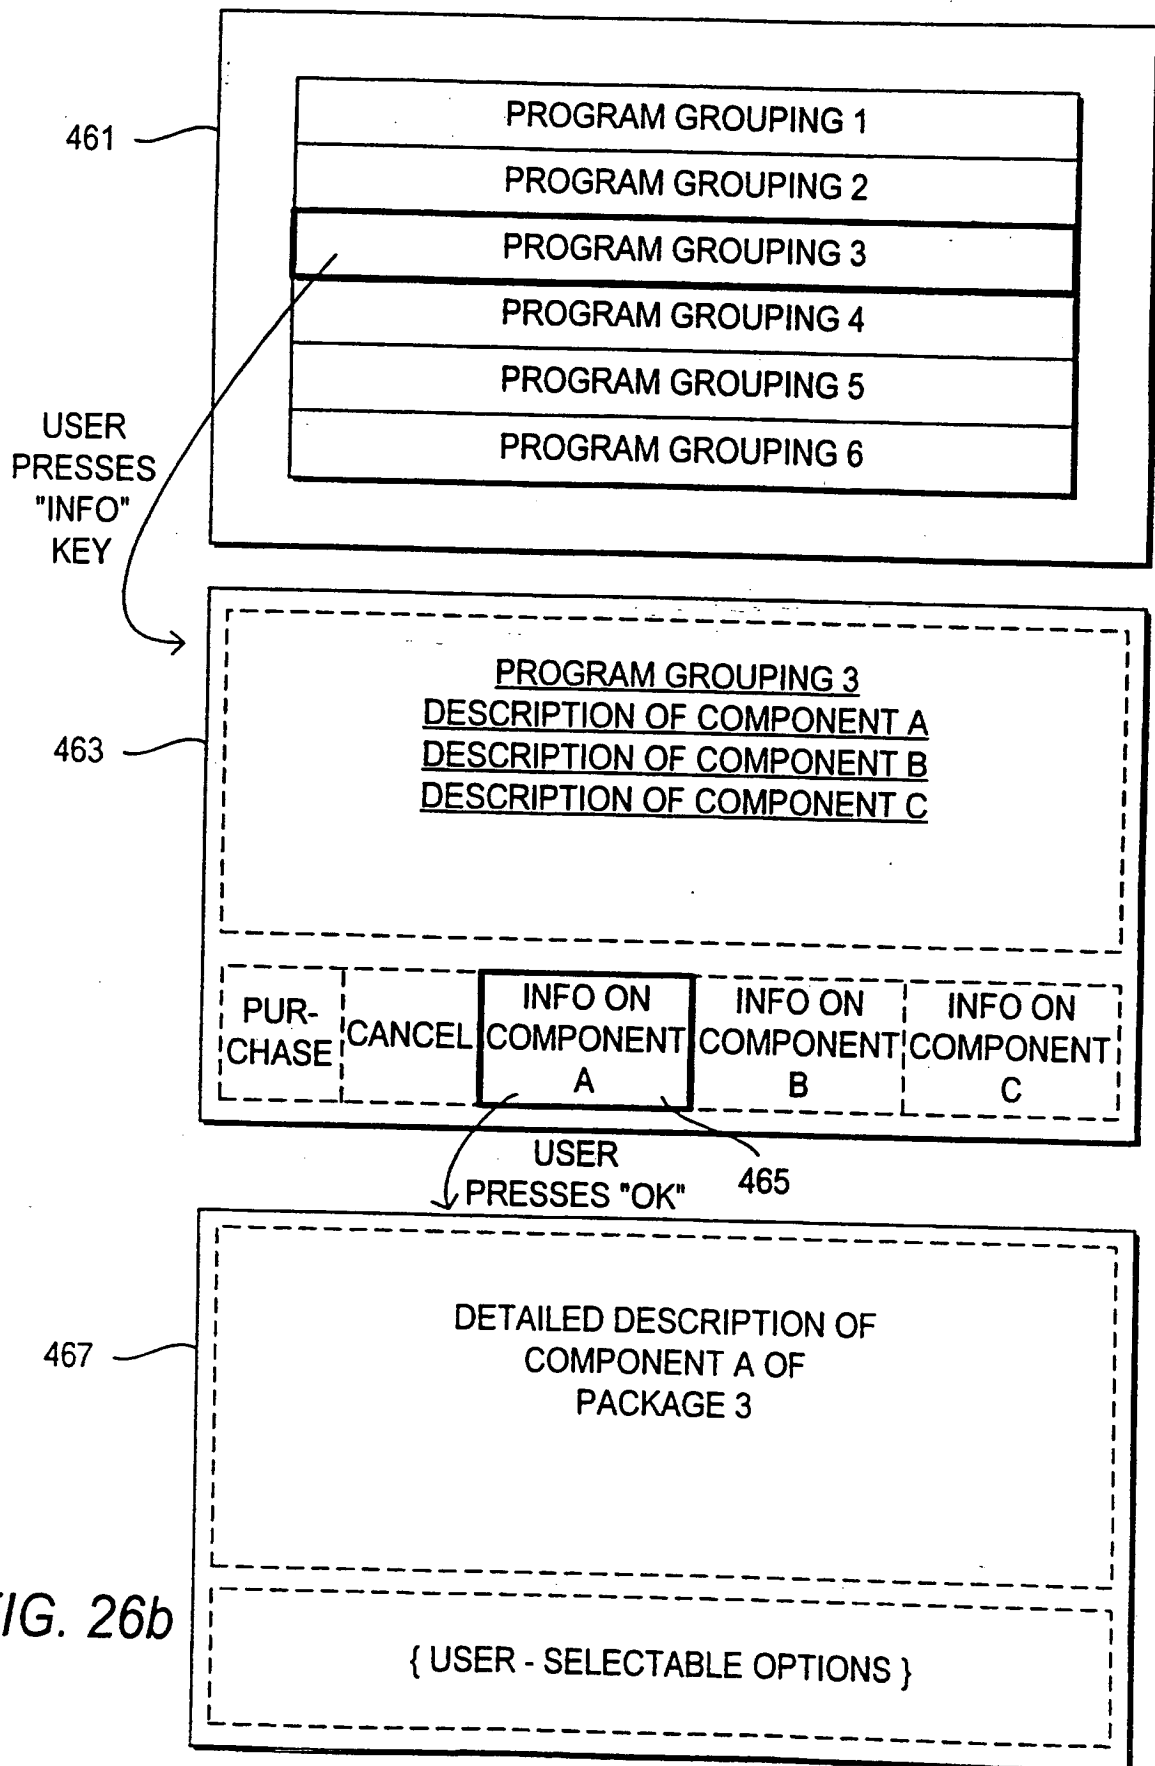 PROGRAM GROUPING 1
461
PROGRAM GROUPING 2
PROGRAM GROUPING 3
PROGRAM GROUPING 4
PROGRAM GROUPING 5
PROGRAM GROUPING 6
USER
PRESSES
"INFO"
KEY
PROGRAM GROUPING 3
DESCRIPTION OF COMPONENT A
DESCRIPTION OF COMPONENT B
DESCRIPTION OF COMPONENT C
463
PUR-
CHASE
CANCEL
INFO ON
COMPONENT
A
INFO ON
COMPONENT
B
INFO ON
COMPONENT
C
USER
PRESSES "OK"
465
DETAILED DESCRIPTION OF
COMPONENT A OF
PACKAGE 3
467
{ USER - SELECTABLE OPTIONS }
IG. 26b